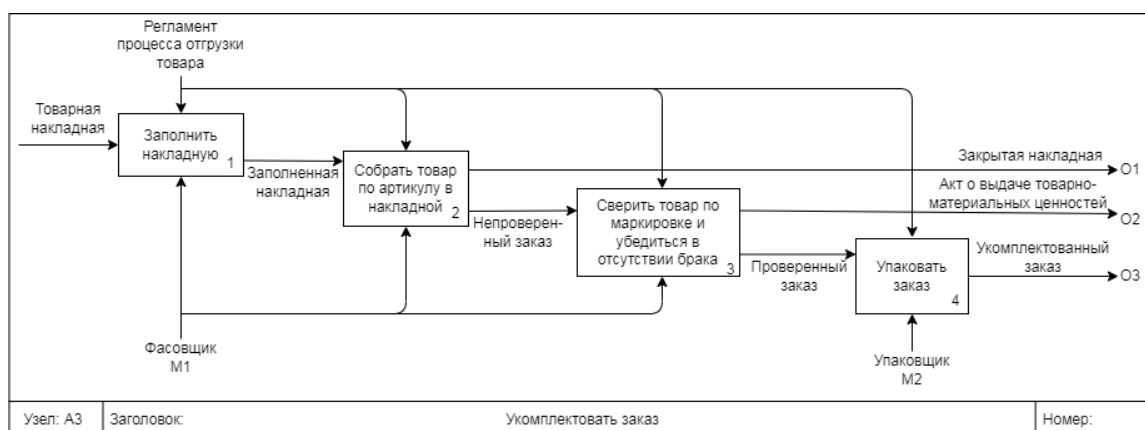 Регламент
процесса отгрузки
товара
Товарная
накладная
Заполнить
накладную
1
Заполненная
накладная
Собрать товар
по артикулу в
накладной
2
Закрытая накладная
O1
Непроверен-
ный заказ
Сверить товар по
маркировке и
убедиться в
отсутствии брака
3
Акт о выдаче товарно-
материальных ценностей
O2
Проверенный
заказ
Упаковать
заказ
4
Укомплектованный
заказ
O3
Фасовщик
M1
Упаковщик
M2
Узел: A3
Заголовок:
Укомплектовать заказ
Номер: